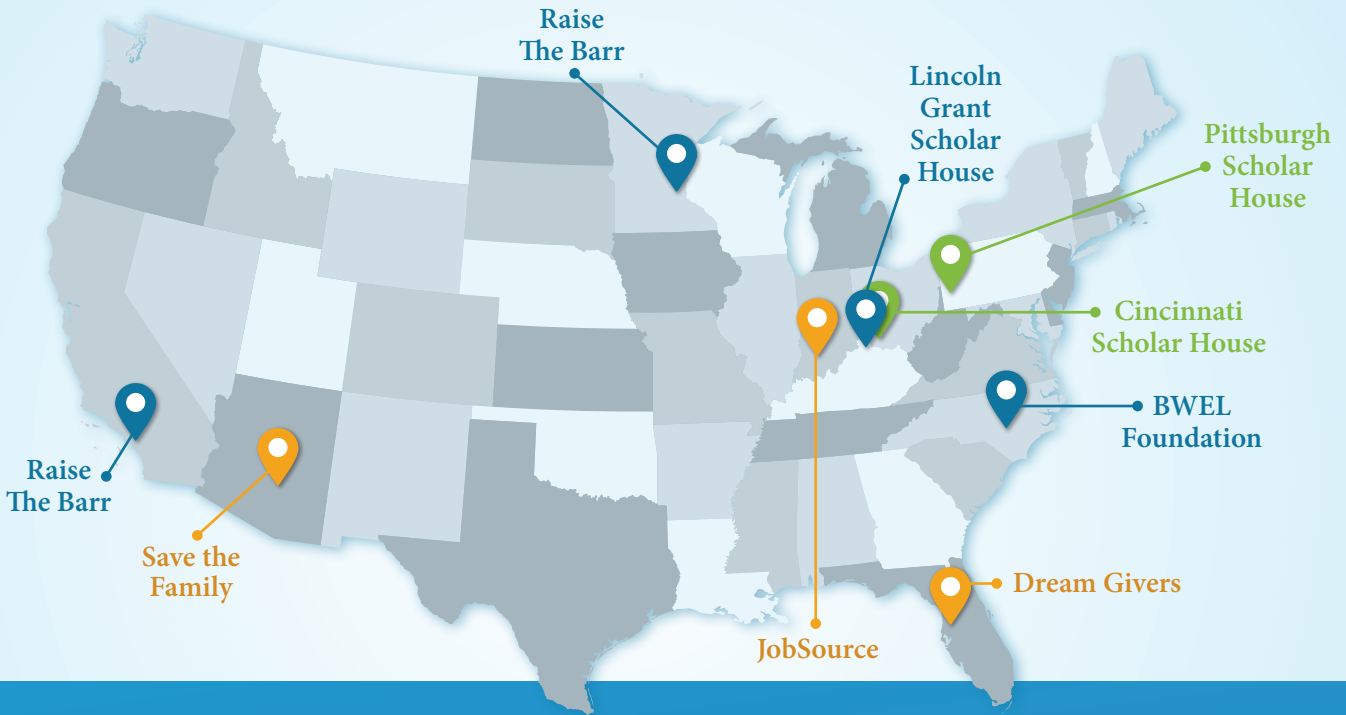 Raise
The Barr
Lincoln
Grant
Scholar
House
Pittsburgh
Scholar
House
Cincinnati
Scholar House
BWEL
Foundation
Raise
The Barr
Save the
Family
Dream Givers
JobSource